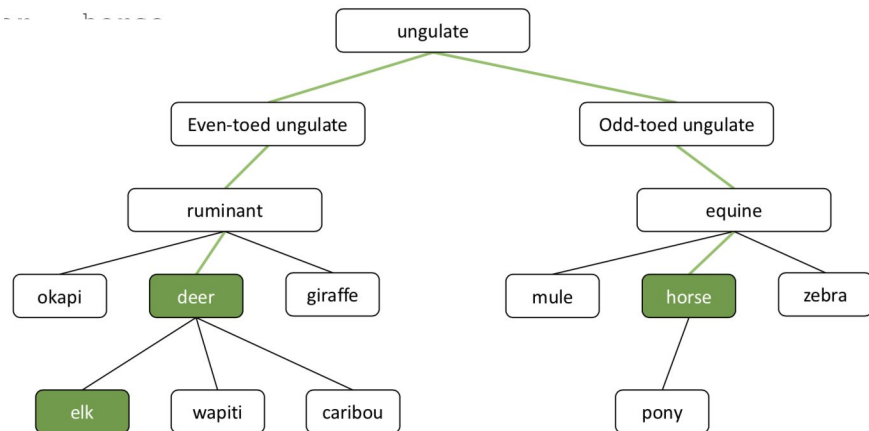 ungulate
Even-toed ungulate Odd-toed ungulate
ruminant equine
okapi deer giraffe mule horse zebra
elk wapiti caribou pony